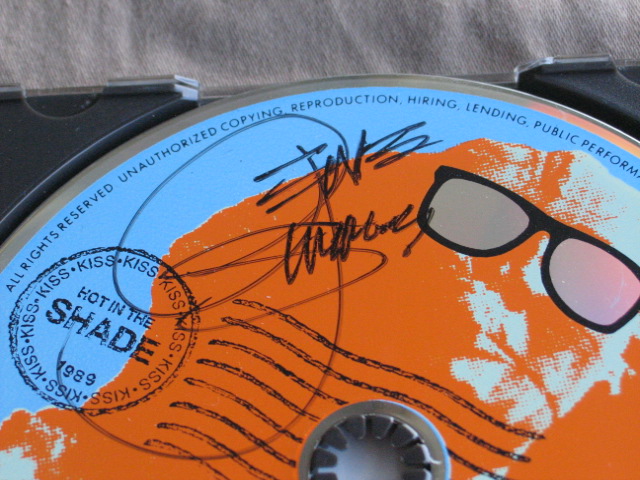 ALL RIGHTS RESERVED UNAUTHORIZED COPYING, REPRODUCTION, HIRING, LENDING, PUBLIC PERFORMA
KISS•KISS•KISS•KISS•KISS•KISS•KISS•KISS
HOT IN THE
SHADE
1989